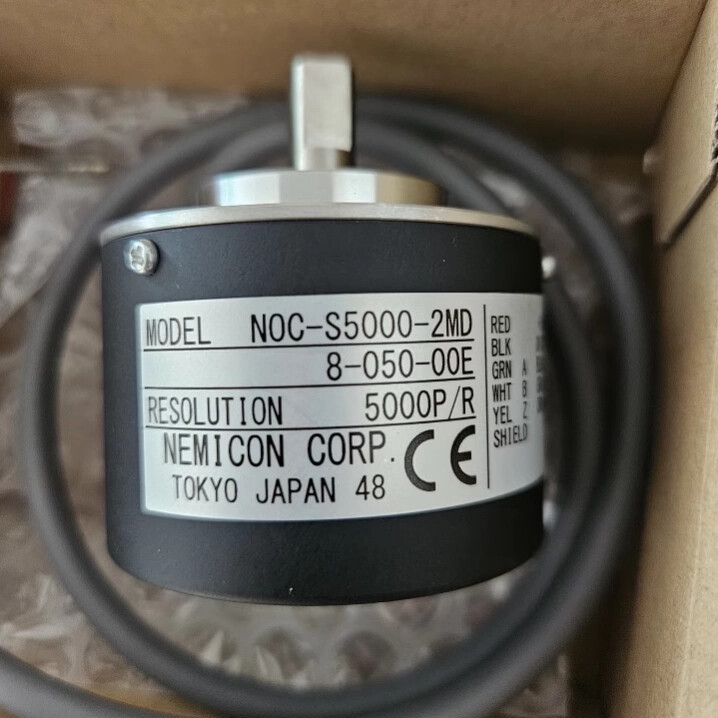 MODEL NOC-S5000-2MD
8-050-00E
RESOLUTION 5000P/R
NEMICON CORP.
TOKYO JAPAN 48
CE
RED
BLK
GRN A
WHT B
YEL Z
SHIELD